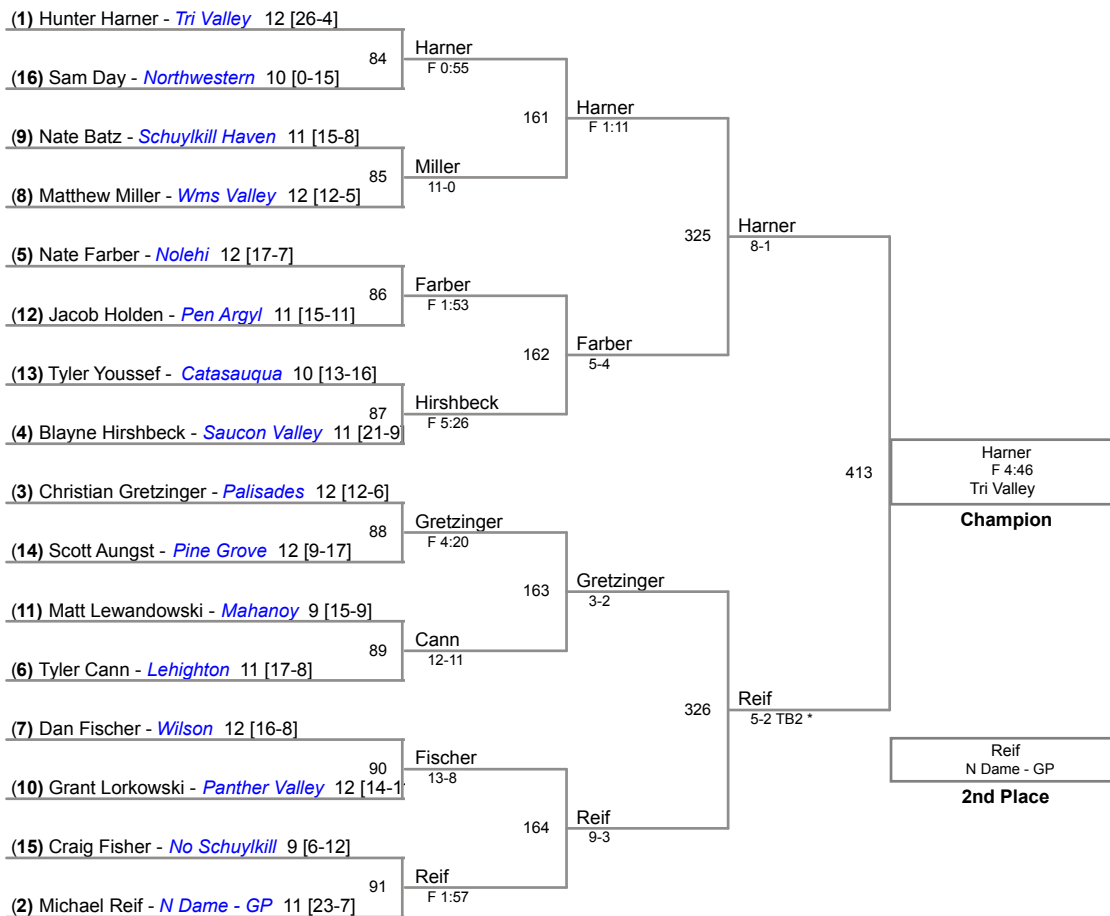 (1) Hunter Harner - Tri Valley 12 [26-4]
84
Harner
F 0:55
(16) Sam Day - Northwestern 10 [0-15]
161
Harner
F 1:11
(9) Nate Batz - Schuylkill Haven 11 [15-8]
85
Miller
11-0
(8) Matthew Miller - Wms Valley 12 [12-5]
325
Harner
8-1
(5) Nate Farber - Nolehi 12 [17-7]
86
Farber
F 1:53
(12) Jacob Holden - Pen Argyl 11 [15-11]
162
Farber
5-4
(13) Tyler Youssef - Catasauqua 10 [13-16]
87
Hirshbeck
F 5:26
(4) Blayne Hirshbeck - Saucon Valley 11 [21-9]
413
Harner
F 4:46
Tri Valley
Champion
(3) Christian Gretzinger - Palisades 12 [12-6]
88
Gretzinger
F 4:20
(14) Scott Aungst - Pine Grove 12 [9-17]
163
Gretzinger
3-2
(11) Matt Lewandowski - Mahanoy 9 [15-9]
89
Cann
12-11
(6) Tyler Cann - Lehighton 11 [17-8]
326
Reif
5-2 TB2 *
(7) Dan Fischer - Wilson 12 [16-8]
90
Fischer
13-8
(10) Grant Lorkowski - Panther Valley 12 [14-1
164
Reif
9-3
(15) Craig Fisher - No Schuylkill 9 [6-12]
91
Reif
F 1:57
(2) Michael Reif - N Dame - GP 11 [23-7]
Reif
N Dame - GP
2nd Place